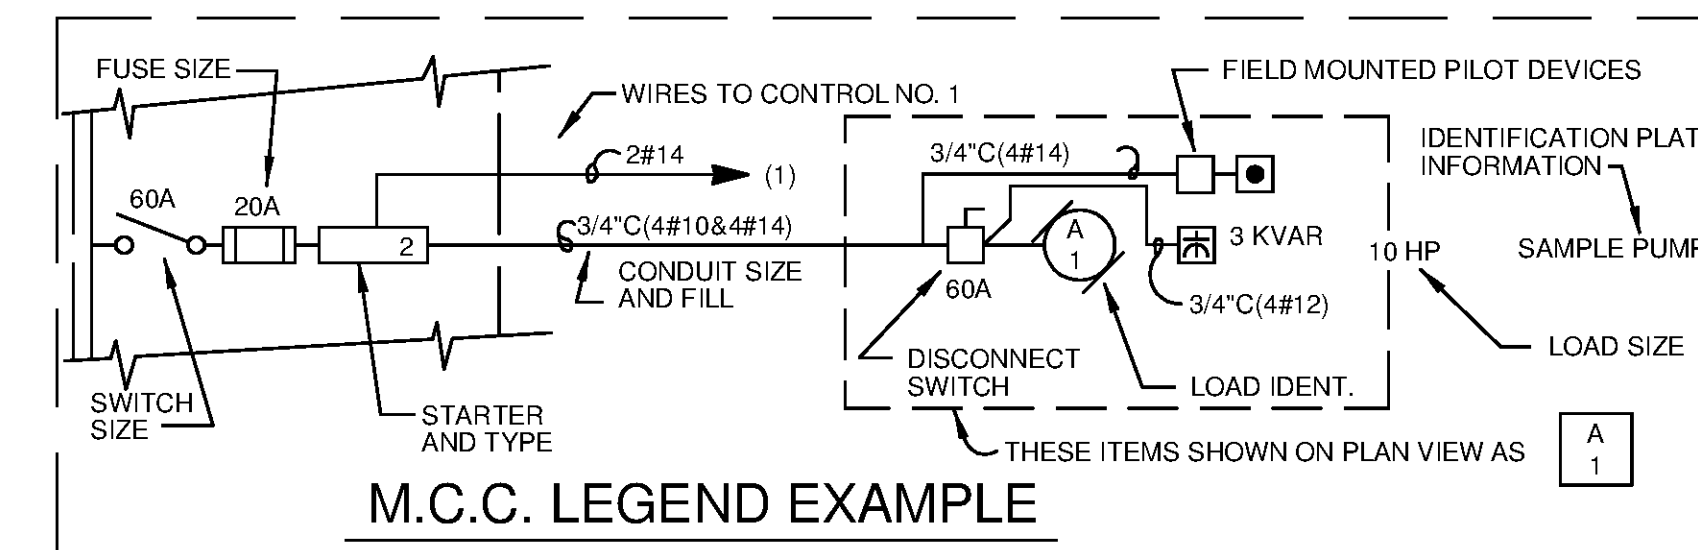 FUSE SIZE
WIRES TO CONTROL NO. 1
FIELD MOUNTED PILOT DEVICES
IDENTIFICATION PLAT
INFORMATION
2#14
(1)
3/4"C(4#14)
60A
20A
2
3/4"C(4#10&4#14)
A
1
3 KVAR
10 HP
SAMPLE PUMP
CONDUIT SIZE
AND FILL
60A
3/4"C(4#12)
DISCONNECT
SWITCH
LOAD IDENT.
LOAD SIZE
SWITCH
SIZE
STARTER
AND TYPE
THESE ITEMS SHOWN ON PLAN VIEW AS
A
1
M.C.C. LEGEND EXAMPLE